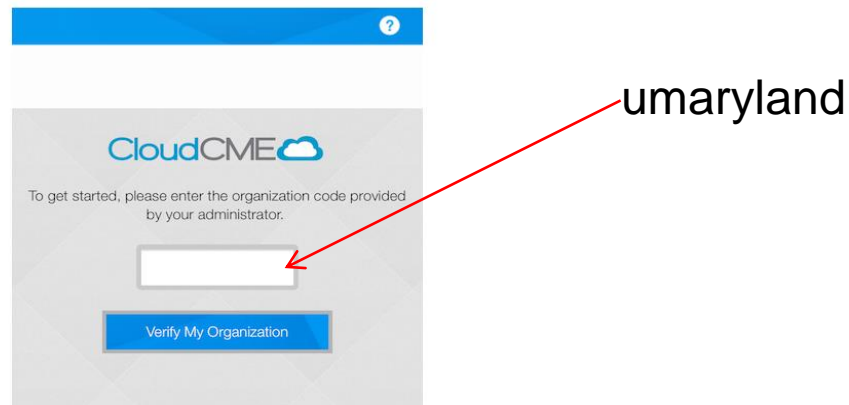 ?
umaryland
CloudCME
To get started, please enter the organization code provided
by your administrator.
Verify My Organization